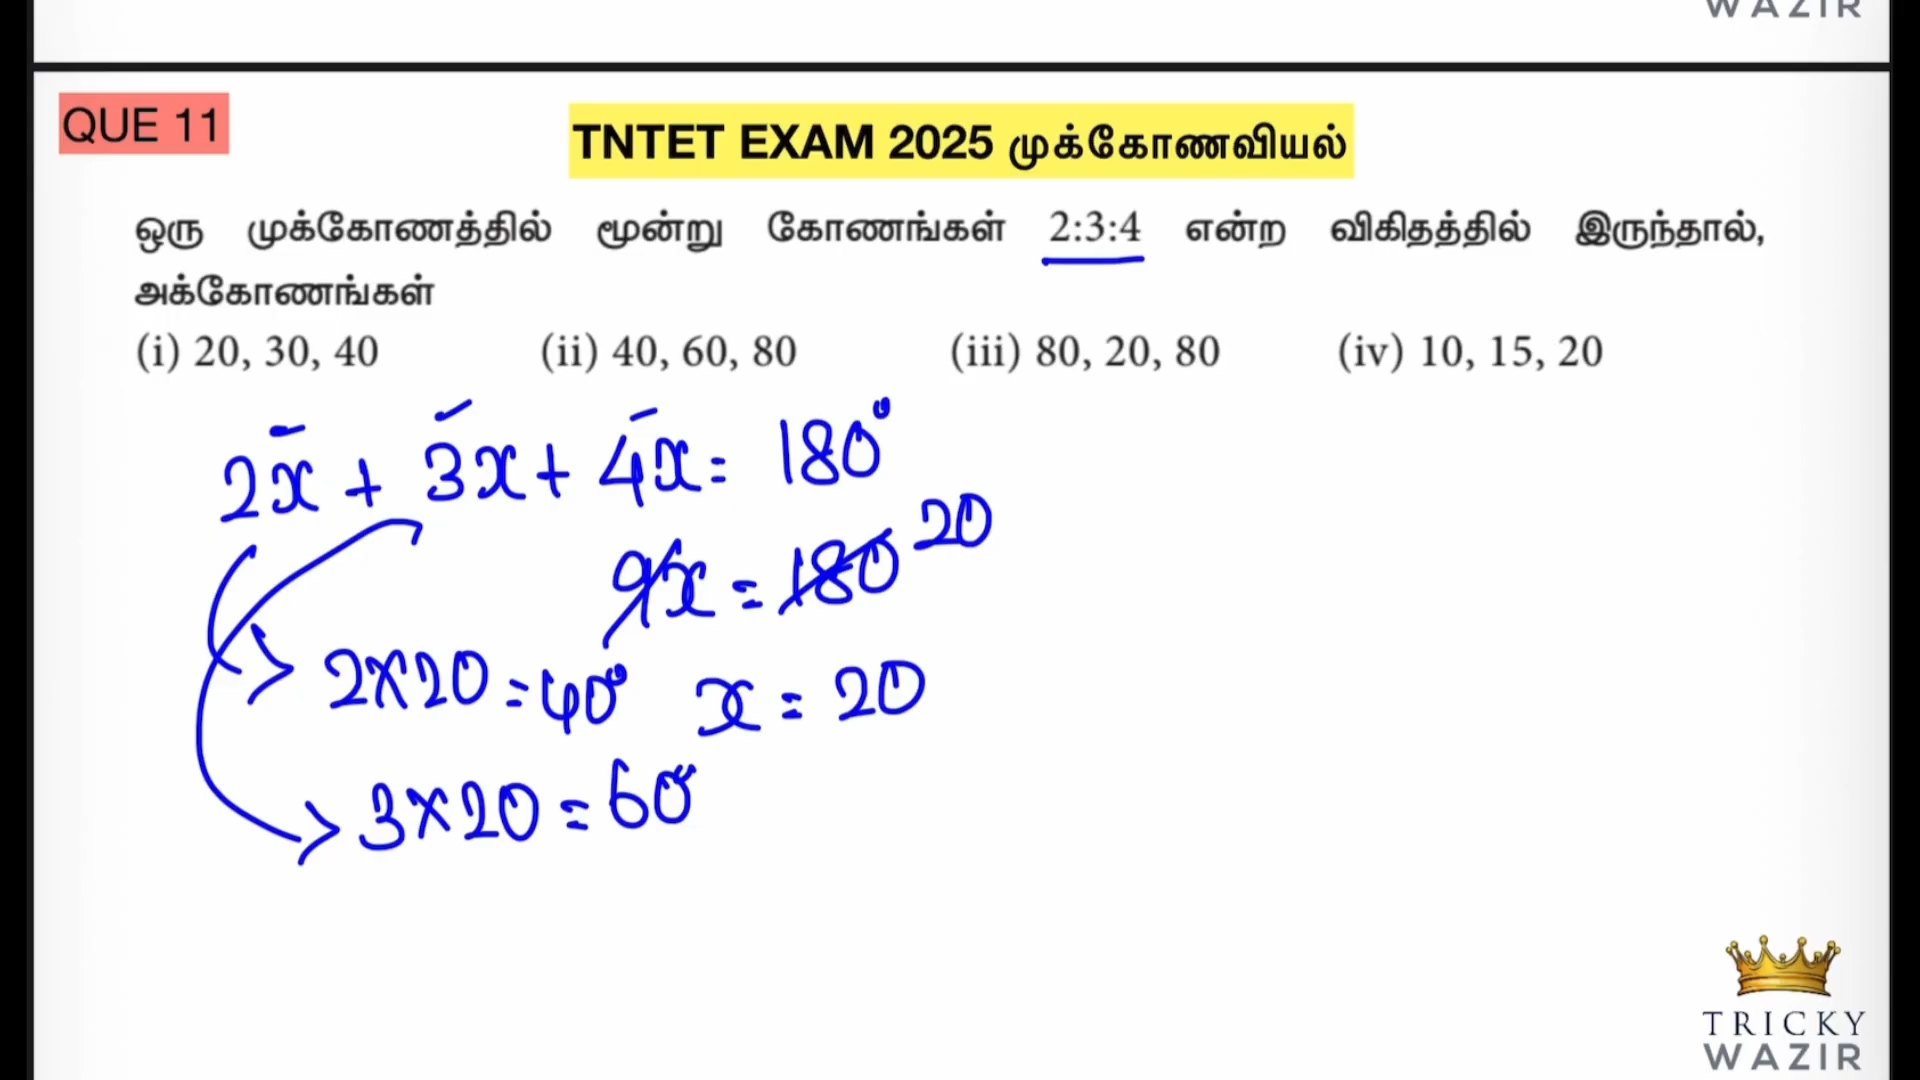 WAZIR
QUE 11
TNTET EXAM 2025 முக்கோணவியல்
ஒரு முக்கோணத்தில் மூன்று கோணங்கள் 2:3:4 என்ற விகிதத்தில் இருந்தால்,
அக்கோணங்கள்
(i) 20, 30, 40 (ii) 40, 60, 80 (iii) 80, 20, 80 (iv) 10, 15, 20
2x + 3x + 4x = 180°
9x = 180 20
2×20 = 40° x = 20
3×20 = 60°
TRICKY
WAZIR